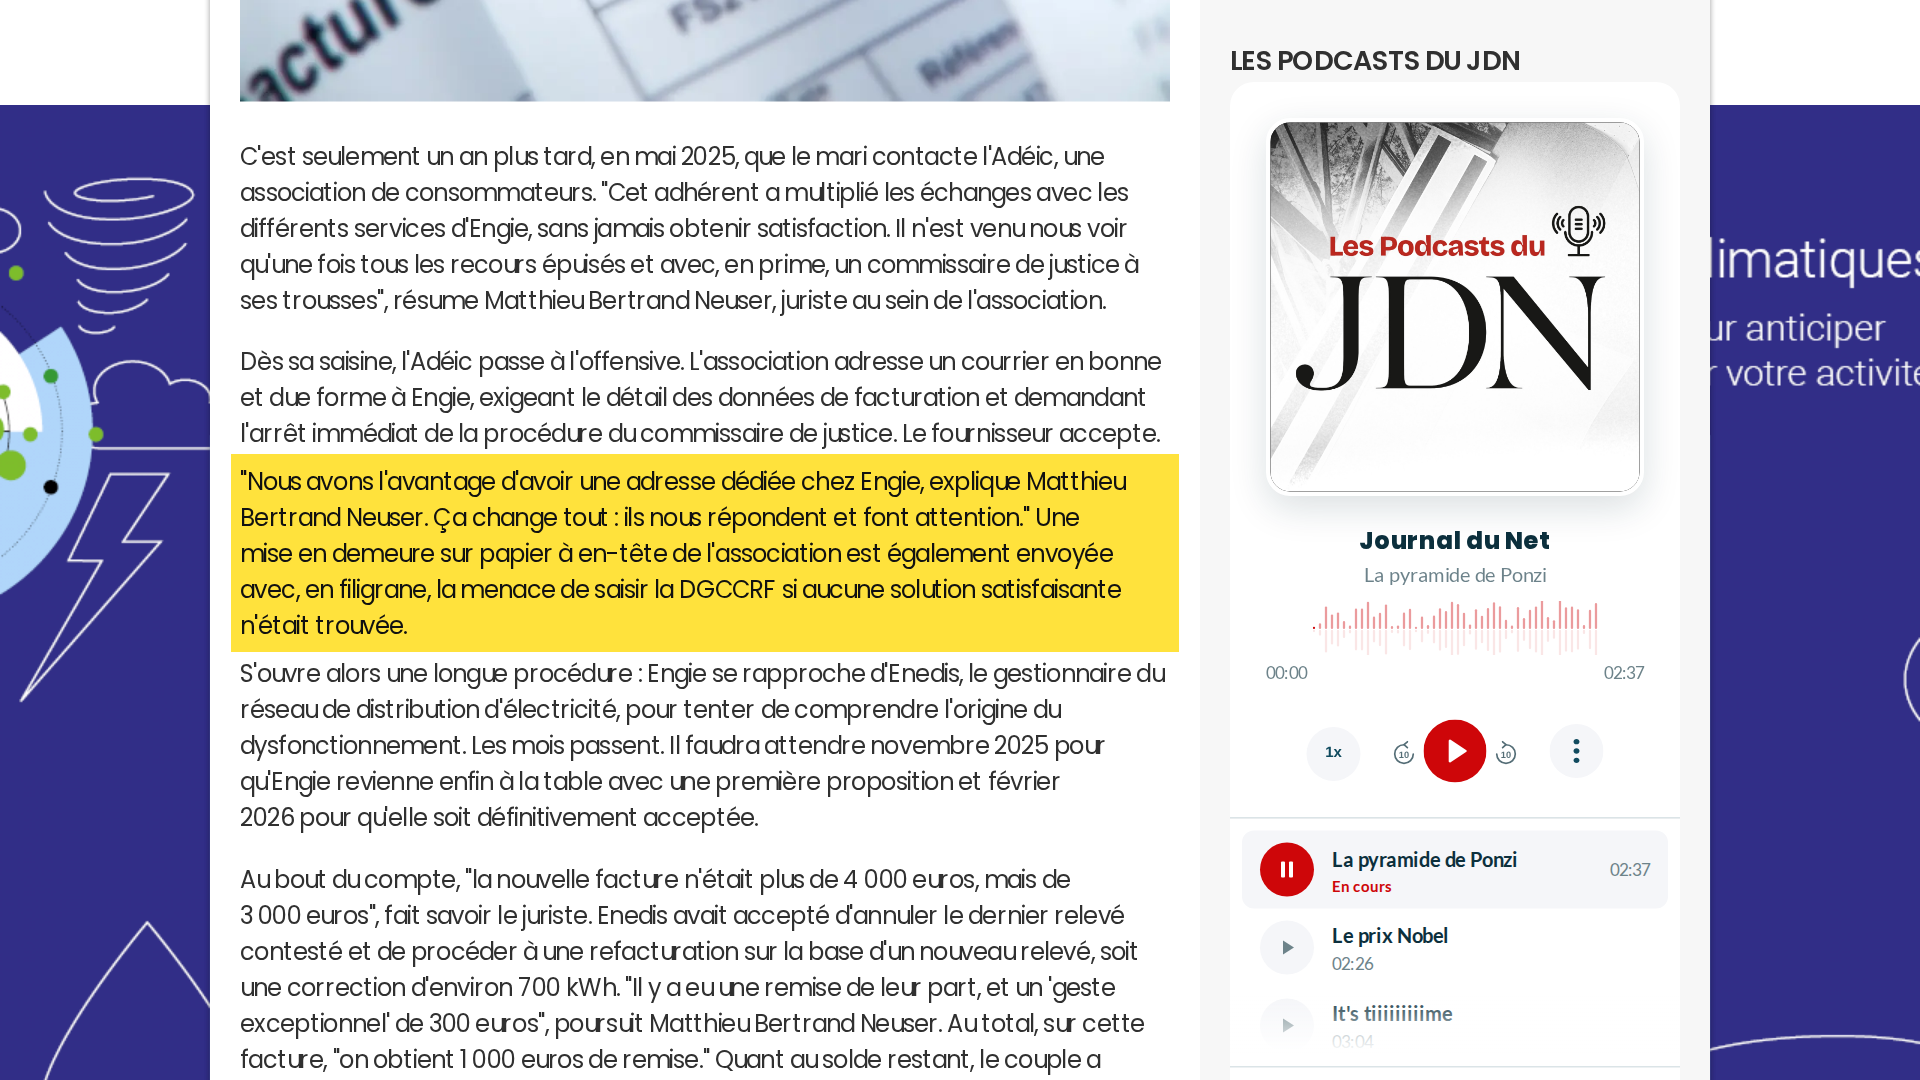 acture
FS2
Référen
C'est seulement un an plus tard, en mai 2025, que le mari contacte l'Adéic, une
association de consommateurs. "Cet adhérent a multiplié les échanges avec les
différents services d'Engie, sans jamais obtenir satisfaction. Il n'est venu nous voir
qu'une fois tous les recours épuisés et avec, en prime, un commissaire de justice à
ses trousses", résume Matthieu Bertrand Neuser, juriste au sein de l'association.
Dès sa saisine, l'Adéic passe à l'offensive. L'association adresse un courrier en bonne
et due forme à Engie, exigeant le détail des données de facturation et demandant
l'arrêt immédiat de la procédure du commissaire de justice. Le fournisseur accepte.
"Nous avons l'avantage d'avoir une adresse dédiée chez Engie, explique Matthieu
Bertrand Neuser. Ça change tout : ils nous répondent et font attention." Une
mise en demeure sur papier à en-tête de l'association est également envoyée
avec, en filigrane, la menace de saisir la DGCCRF si aucune solution satisfaisante
n'était trouvée.
S'ouvre alors une longue procédure : Engie se rapproche d'Enedis, le gestionnaire du
réseau de distribution d'électricité, pour tenter de comprendre l'origine du
dysfonctionnement. Les mois passent. Il faudra attendre novembre 2025 pour
qu'Engie revienne enfin à la table avec une première proposition et février
2026 pour qu'elle soit définitivement acceptée.
Au bout du compte, "la nouvelle facture n'était plus de 4 000 euros, mais de
3 000 euros", fait savoir le juriste. Enedis avait accepté d'annuler le dernier relevé
contesté et de procéder à une refacturation sur la base d'un nouveau relevé, soit
une correction d'environ 700 kWh. "Il y a eu une remise de leur part, et un 'geste
exceptionnel' de 300 euros", poursuit Matthieu Bertrand Neuser. Au total, sur cette
facture, "on obtient 1 000 euros de remise." Quant au solde restant, le couple a
LES PODCASTS DU JDN
Les Podcasts du
JDN
Journal du Net
La pyramide de Ponzi
00:00
02:37
1x
10
10
La pyramide de Ponzi
En cours
02:37
Le prix Nobel
02:26
It's tiiiiiiiiiime
03:04
limatiques
ur anticiper
r votre activité